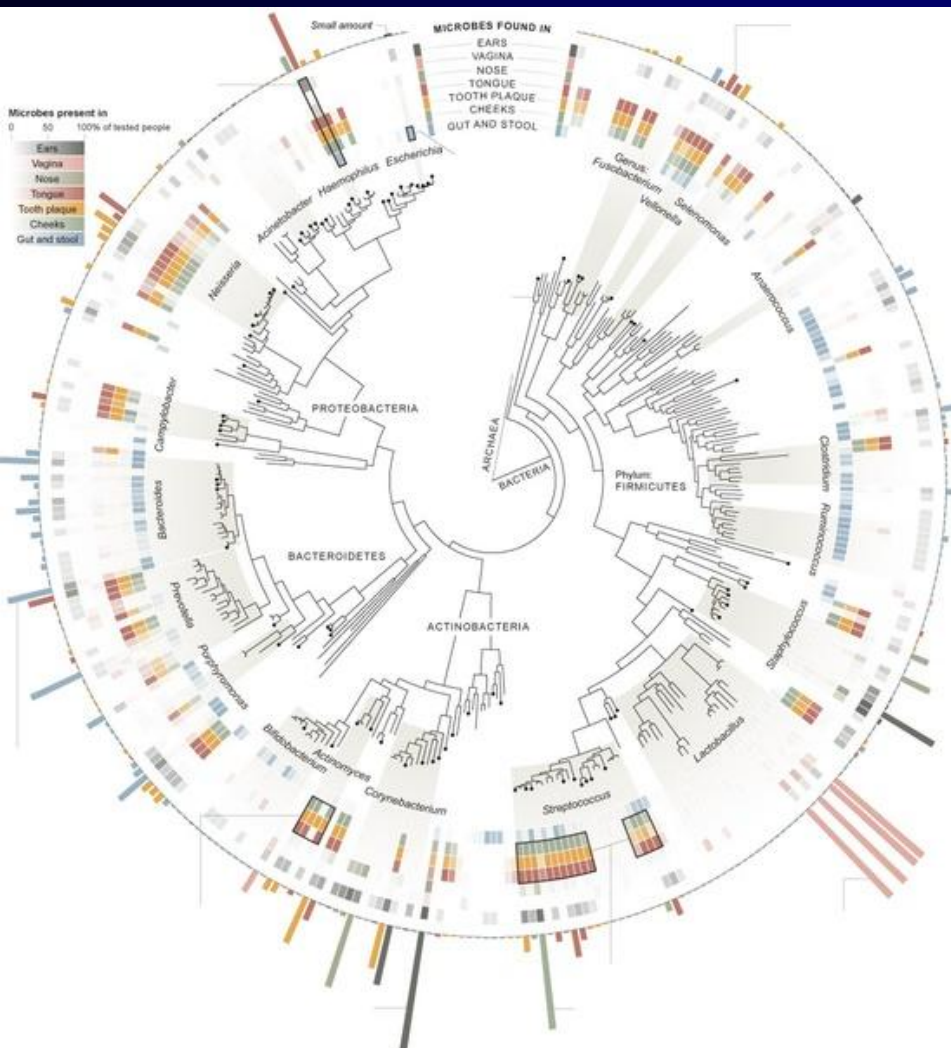 Small amount
MICROBES FOUND IN
EARS
VAGINA
NOSE
TONGUE
TOOTH PLAQUE
CHEEKS
GUT AND STOOL
Microbes present in
0 50 100% of tested people
Ears
Vagina
Nose
Tongue
Tooth plaque
Cheeks
Gut and stool
Acinetobacter
Haemophilus
Escherichia
Genus:
Fusobacterium
Veillonella
Selenomonas
Anaerococcus
Clostridium
Ruminococcus
Staphylococcus
Lactobacillus
Streptococcus
Corynebacterium
Actinomyces
Bifidobacterium
Porphyromonas
Prevotella
Bacteroides
Campylobacter
Neisseria
PROTEOBACTERIA
ARCHAEA
BACTERIA
Phylum:
FIRMICUTES
BACTEROIDETES
ACTINOBACTERIA